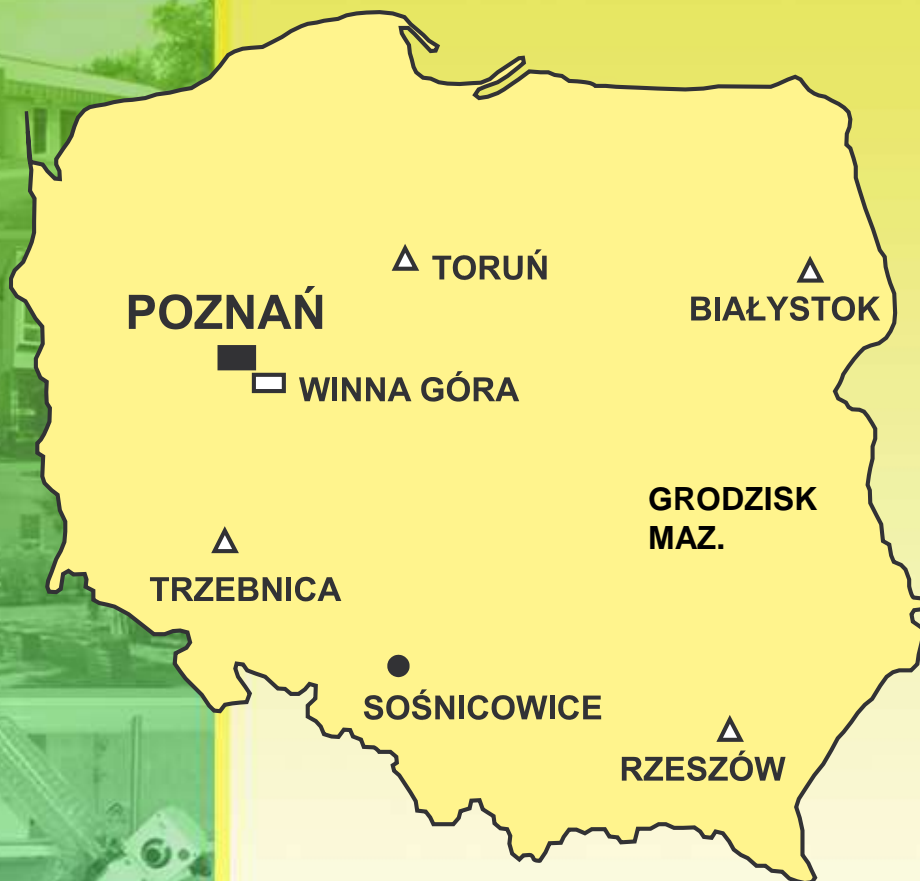 TORUŃ
BIAŁYSTOK
POZNAŃ
WINNA GÓRA
GRODZISK
MAZ.
TRZEBNICA
SOŚNICOWICE
RZESZÓW